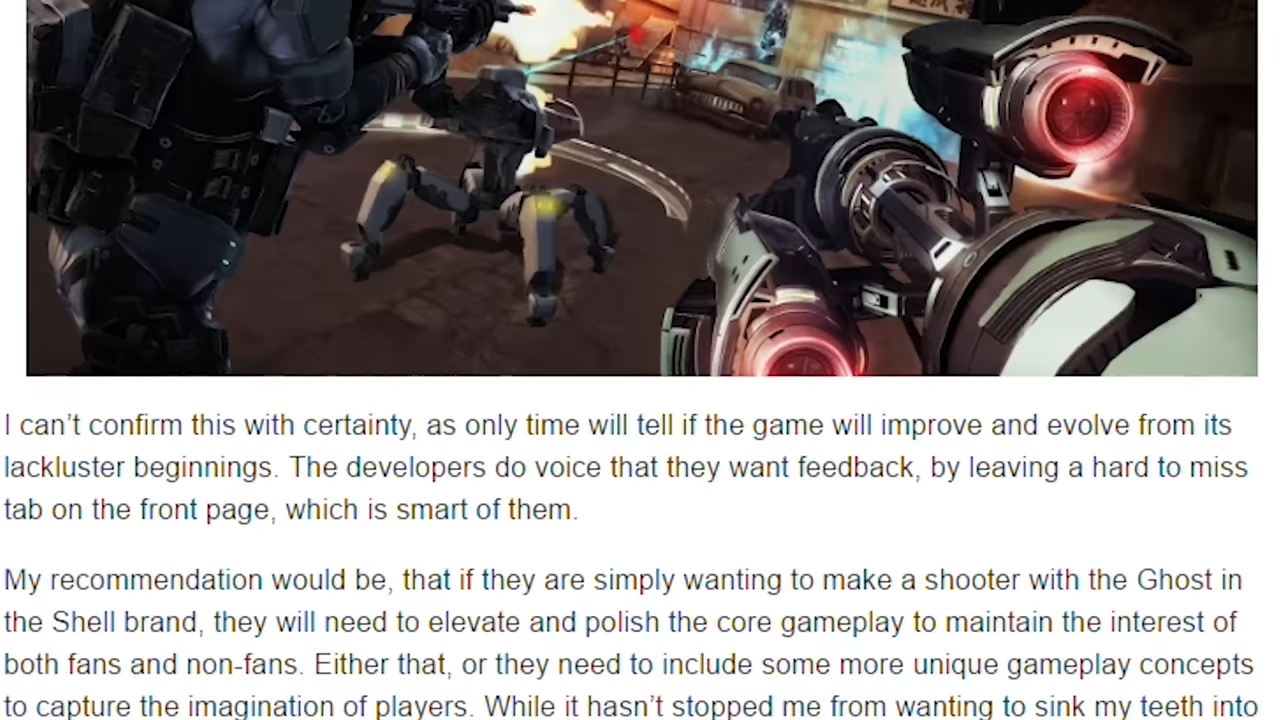 I can't confirm this with certainty, as only time will tell if the game will improve and evolve from its
lackluster beginnings. The developers do voice that they want feedback, by leaving a hard to miss
tab on the front page, which is smart of them.
My recommendation would be, that if they are simply wanting to make a shooter with the Ghost in
the Shell brand, they will need to elevate and polish the core gameplay to maintain the interest of
both fans and non-fans. Either that, or they need to include some more unique gameplay concepts
to capture the imagination of players. While it hasn't stopped me from wanting to sink my teeth into